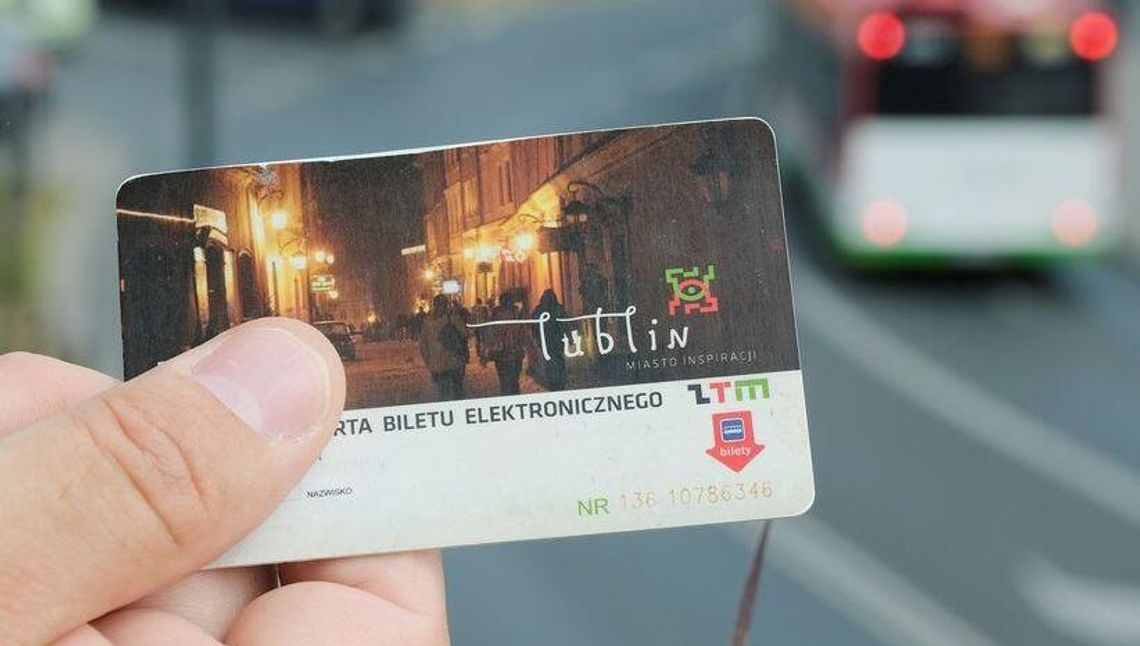 lublin
MIASTO INSPIRACJI
RTA BILETU ELEKTRONICZNEGO
ZTM
bilety
NAZWISKO
NR 136 10786346